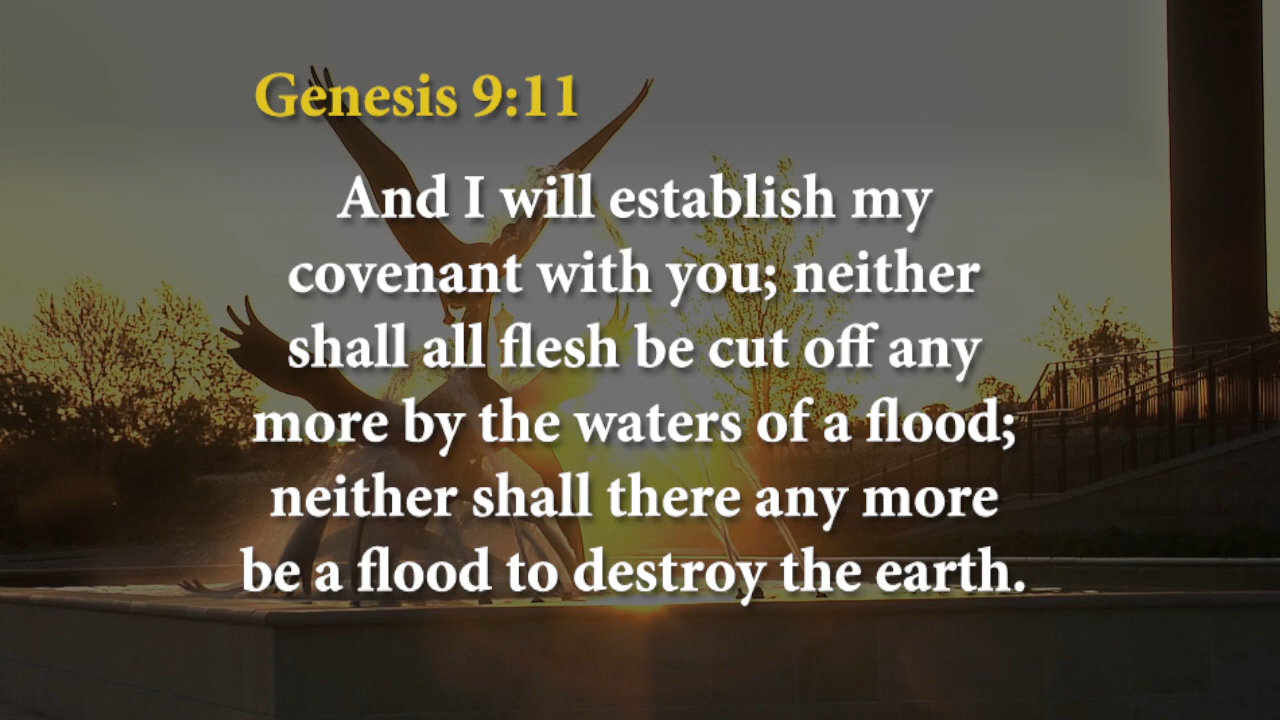 Genesis 9:11
And I will establish my
covenant with you; neither
shall all flesh be cut off any
more by the waters of a flood;
neither shall there any more
be a flood to destroy the earth.